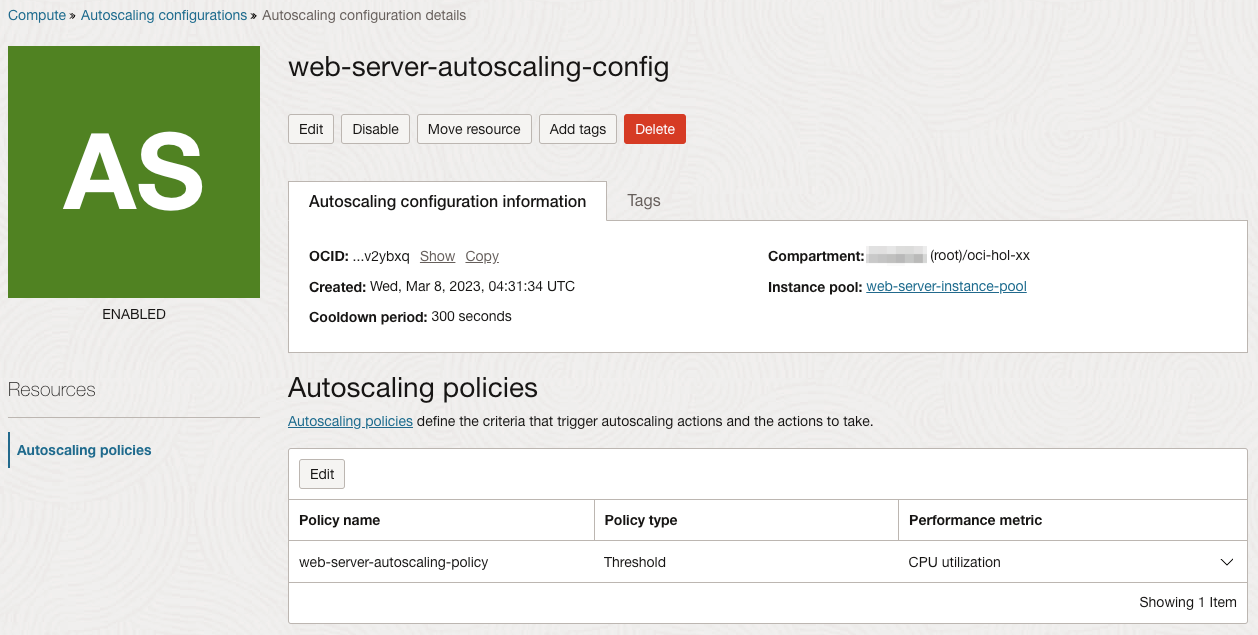 Compute » Autoscaling configurations » Autoscaling configuration details
AS
ENABLED
web-server-autoscaling-config
Edit Disable Move resource Add tags Delete
Autoscaling configuration information Tags
OCID: ...v2ybxq Show Copy
Created: Wed, Mar 8, 2023, 04:31:34 UTC
Cooldown period: 300 seconds
Compartment: (root)/oci-hol-xx
Instance pool: web-server-instance-pool
Resources
Autoscaling policies
Autoscaling policies
Autoscaling policies define the criteria that trigger autoscaling actions and the actions to take.
Edit
Policy name Policy type Performance metric
web-server-autoscaling-policy Threshold CPU utilization
Showing 1 Item